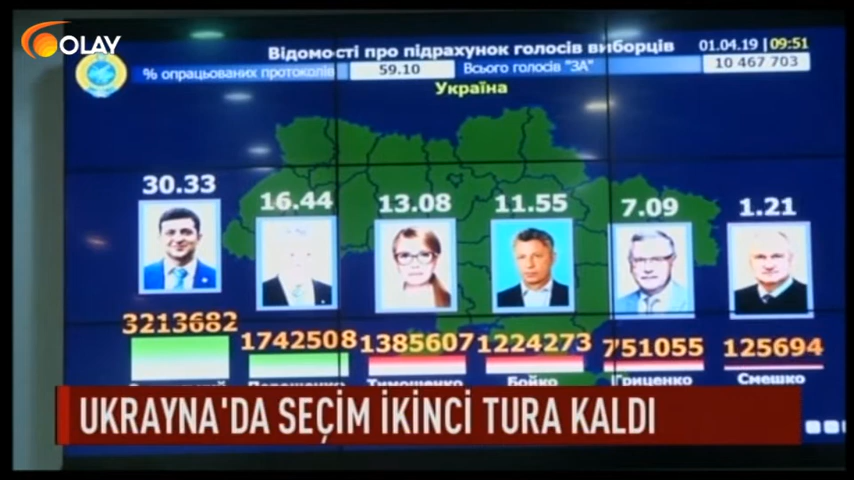 OLAY
Відомості про підрахунок голосів виборців
01.04.19 | 09:51
% опрацьованих протоколів 59.10 Всього голосів "ЗА" 10 467 703
Україна
30.33 16.44 13.08 11.55 7.09 1.21
3213682 1742508 1385607 1224273 751055 125694
Порошенко Тимошенко Бойко Гриценко Смешко
UKRAYNA'DA SEÇİM İKİNCİ TURA KALDI